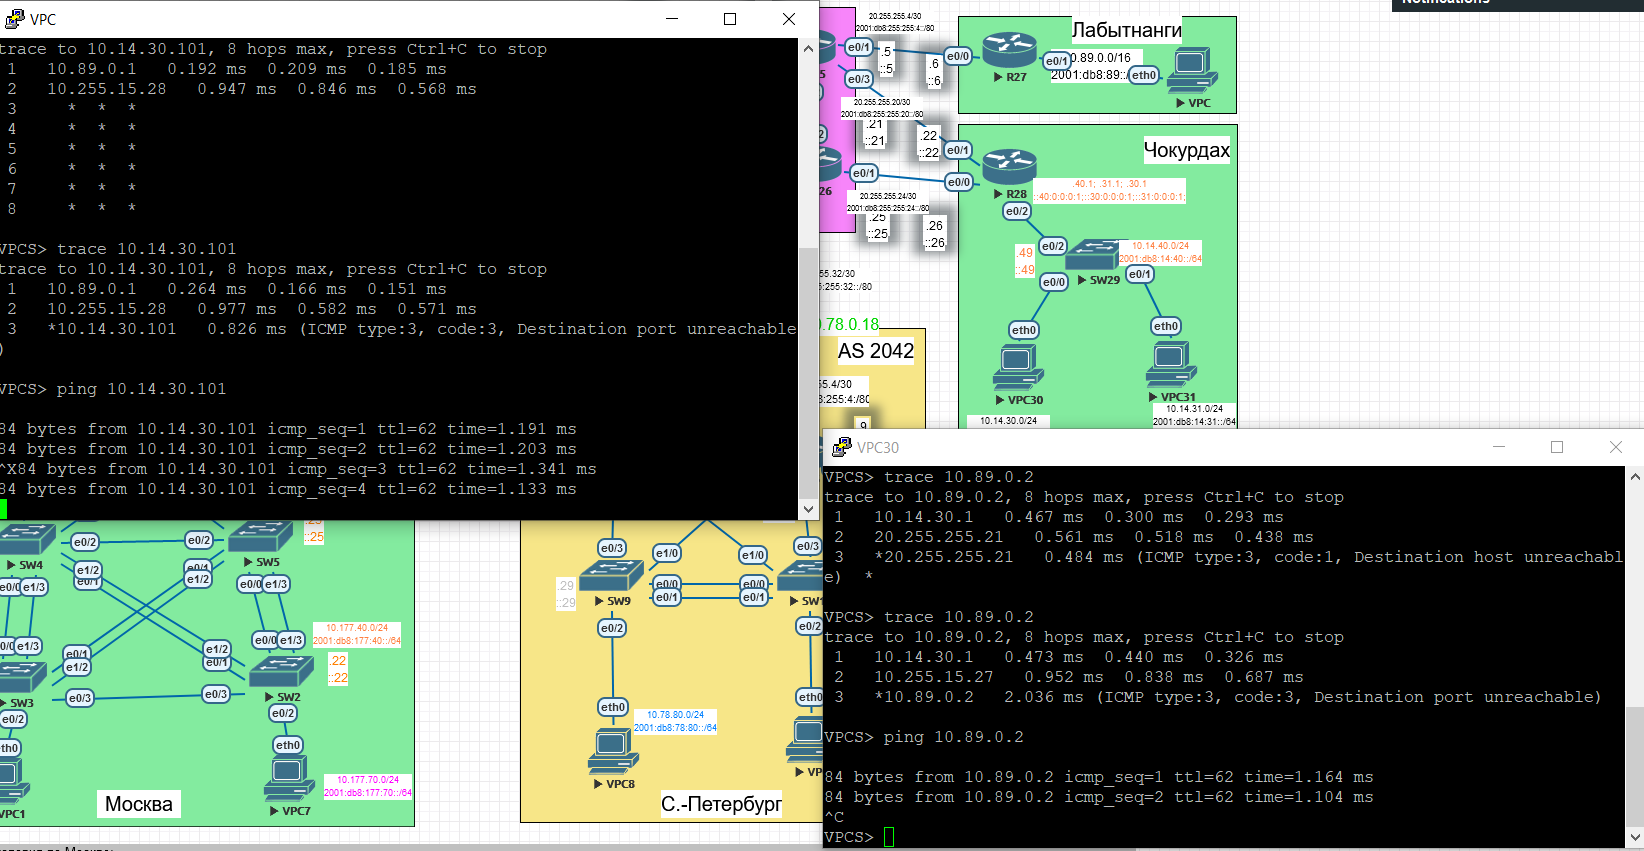 VPC
trace to 10.14.30.101, 8 hops max, press Ctrl+C to stop
1 10.89.0.1 0.192 ms 0.209 ms 0.185 ms
2 10.255.15.28 0.947 ms 0.846 ms 0.568 ms
3 * * *
4 * * *
5 * * *
6 * * *
7 * * *
8 * * *
VPCS> trace 10.14.30.101
trace to 10.14.30.101, 8 hops max, press Ctrl+C to stop
1 10.89.0.1 0.264 ms 0.166 ms 0.151 ms
2 10.255.15.28 0.977 ms 0.582 ms 0.571 ms
3 *10.14.30.101 0.826 ms (ICMP type:3, code:3, Destination port unreachable
)
VPCS> ping 10.14.30.101
84 bytes from 10.14.30.101 icmp_seq=1 ttl=62 time=1.191 ms
84 bytes from 10.14.30.101 icmp_seq=2 ttl=62 time=1.203 ms
^X84 bytes from 10.14.30.101 icmp_seq=3 ttl=62 time=1.341 ms
84 bytes from 10.14.30.101 icmp_seq=4 ttl=62 time=1.133 ms
Notifications
20.255.255.4/30
2001:db8:255:255:4::/80
e0/1
.5
::5
.6
::6
e0/0
R27
Лабытнанги
e0/1
0.89.0.0/16
2001:db8:89::/
eth0
VPC
5
e0/3
20.255.255.20/30
2001:db8:255:255:20::/80
.21
::21
.22
::22
e0/1
Чокурдах
2
26
e0/1
e0/0
R28
.40.1; .31.1; .30.1
::40:0:0:0:1;::30:0:0:0:1;::31:0:0:0:1;
20.255.255.24/30
2001:db8:255:255:24::/80
.25
::25
.26
::26
e0/2
e0/2
.49
::49
SW29
10.14.40.0/24
2001:db8:14:40::/64
e0/0
e0/1
eth0
eth0
VPC30
VPC31
10.14.30.0/24
10.14.31.0/24
2001:db8:14:31::/64
55.32/30
:255:32::/80
0.78.0.18
AS 2042
55.4/30
8:255:4:/80
9
VPC30
VPCS> trace 10.89.0.2
trace to 10.89.0.2, 8 hops max, press Ctrl+C to stop
1 10.14.30.1 0.467 ms 0.300 ms 0.293 ms
2 20.255.255.21 0.561 ms 0.518 ms 0.438 ms
3 *20.255.255.21 0.484 ms (ICMP type:3, code:1, Destination host unreachabl
e) *
VPCS> trace 10.89.0.2
trace to 10.89.0.2, 8 hops max, press Ctrl+C to stop
1 10.14.30.1 0.473 ms 0.440 ms 0.326 ms
2 10.255.15.27 0.952 ms 0.838 ms 0.687 ms
3 *10.89.0.2 2.036 ms (ICMP type:3, code:3, Destination port unreachable)
VPCS> ping 10.89.0.2
84 bytes from 10.89.0.2 icmp_seq=1 ttl=62 time=1.164 ms
84 bytes from 10.89.0.2 icmp_seq=2 ttl=62 time=1.104 ms
^C
VPCS>
::25
SW4
e0/2
e0/2
SW5
e1/2
e0/1
e0/1
e1/2
e0/0
e1/3
e0/0
e1/3
10.177.40.0/24
2001:db8:177:40::/64
0/0
e1/3
e0/1
e1/2
e0/0
e1/3
e1/2
e0/1
.22
::22
SW3
e0/3
e0/3
SW2
e0/2
e0/2
th0
eth0
10.177.70.0/24
2001:db8:177:70::/64
VPC1
VPC7
Москва
e0/3
e1/0
e1/0
e0/3
.29
::29
SW9
e0/0
e0/1
e0/0
e0/1
SW1
e0/2
e0/2
eth0
eth0
10.78.80.0/24
2001:db8:78:80::/64
VPC8
VP
С.-Петербург